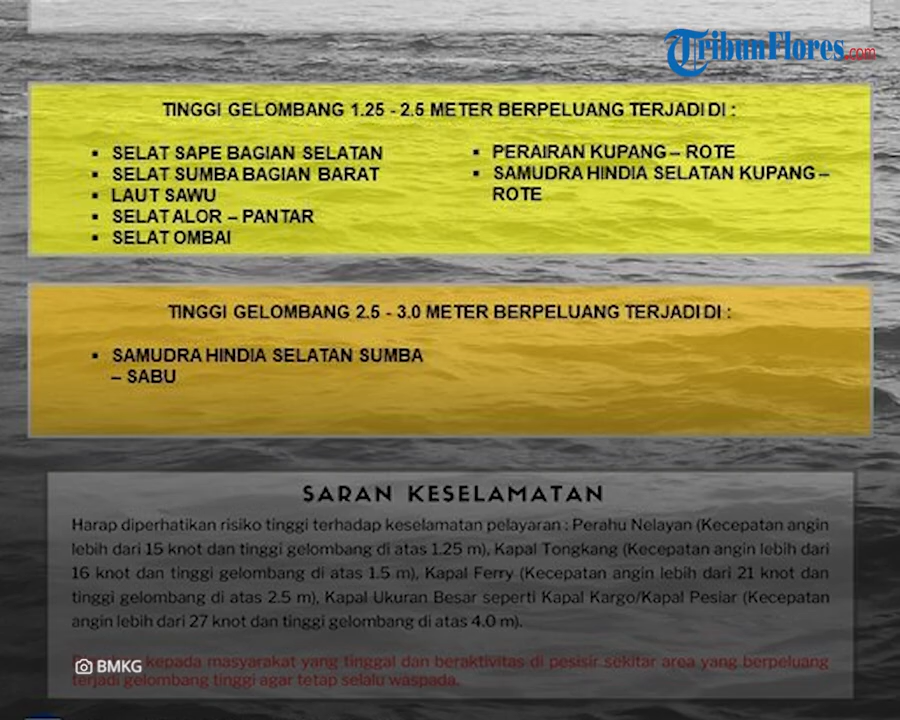 TribunFlores.com
TINGGI GELOMBANG 1.25 - 2.5 METER BERPELUANG TERJADI DI :
▪ SELAT SAPE BAGIAN SELATAN
▪ SELAT SUMBA BAGIAN BARAT
▪ LAUT SAWU
▪ SELAT ALOR – PANTAR
▪ SELAT OMBAI
▪ PERAIRAN KUPANG – ROTE
▪ SAMUDRA HINDIA SELATAN KUPANG –
ROTE
TINGGI GELOMBANG 2.5 - 3.0 METER BERPELUANG TERJADI DI :
▪ SAMUDRA HINDIA SELATAN SUMBA
– SABU
SARAN KESELAMATAN
Harap diperhatikan risiko tinggi terhadap keselamatan pelayaran : Perahu Nelayan (Kecepatan angin
lebih dari 15 knot dan tinggi gelombang di atas 1.25 m), Kapal Tongkang (Kecepatan angin lebih dari
16 knot dan tinggi gelombang di atas 1.5 m), Kapal Ferry (Kecepatan angin lebih dari 21 knot dan
tinggi gelombang di atas 2.5 m), Kapal Ukuran Besar seperti Kapal Kargo/Kapal Pesiar (Kecepatan
angin lebih dari 27 knot dan tinggi gelombang di atas 4.0 m).
kepada masyarakat yang tinggal dan beraktivitas di pesisir sekitar area yang berpeluang
terjadi gelombang tinggi agar tetap selalu waspada.
BMKG